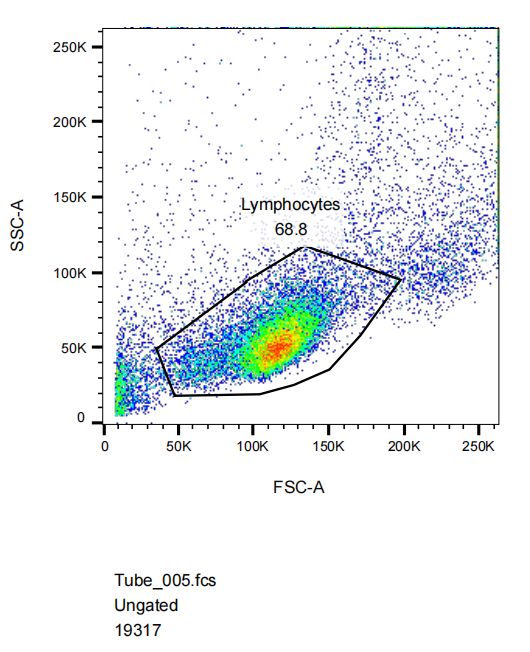 250K
200K
150K
100K
50K
0
SSC-A
Lymphocytes
68.8
0 50K 100K 150K 200K 250K
FSC-A
Tube_005.fcs
Ungated
19317